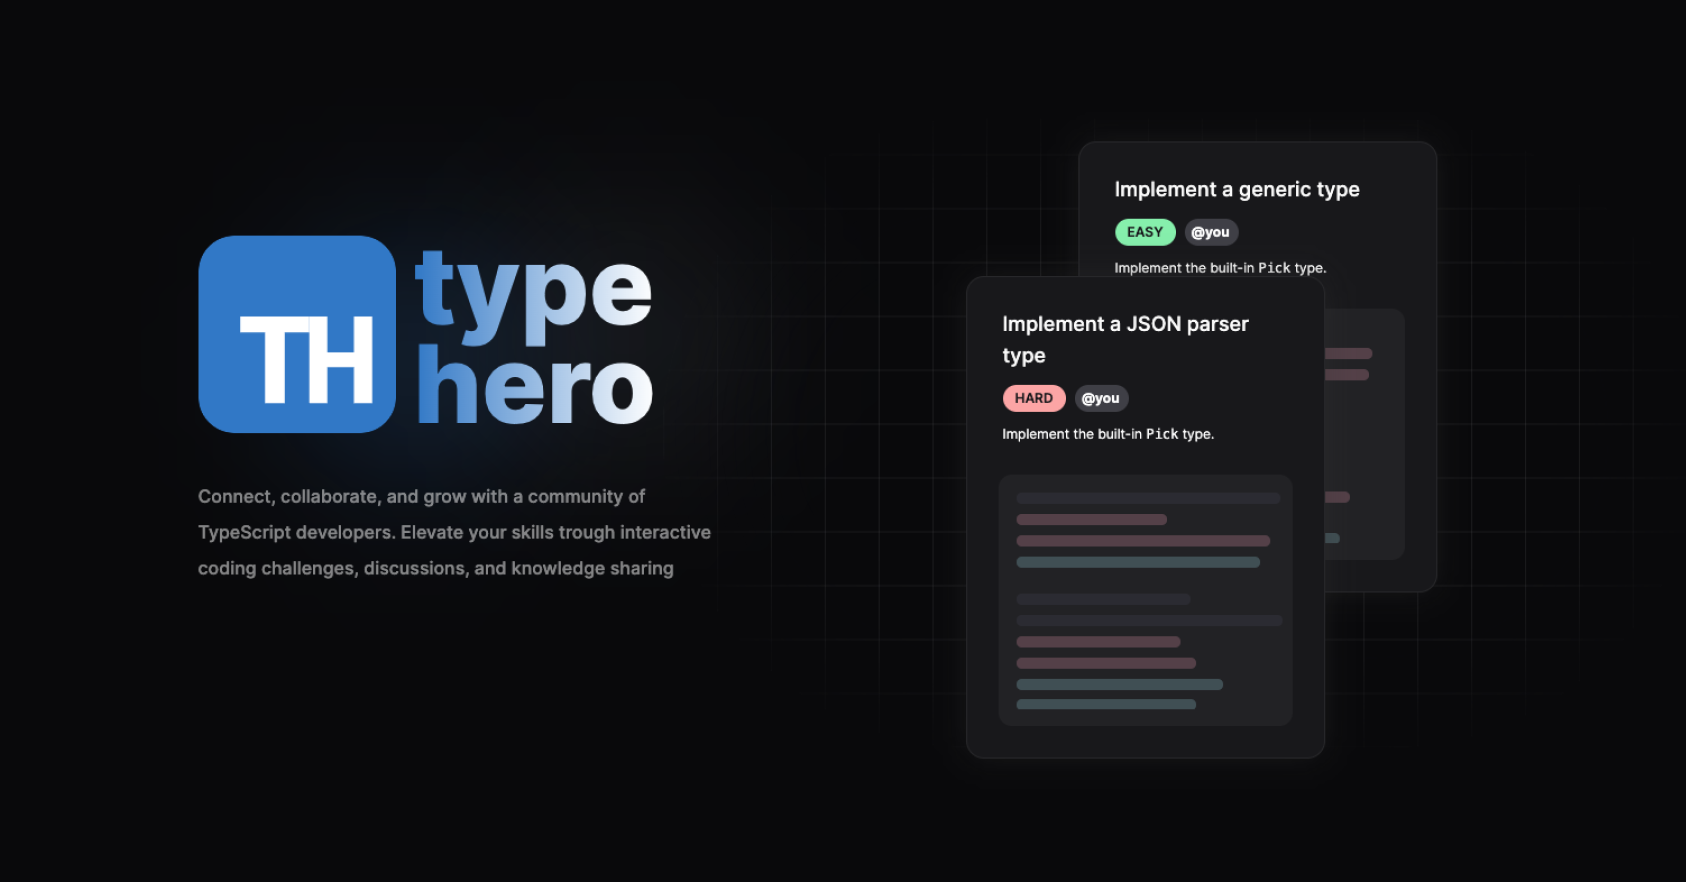 TH
type
hero
Connect, collaborate, and grow with a community of
TypeScript developers. Elevate your skills trough interactive
coding challenges, discussions, and knowledge sharing
Implement a generic type
EASY @you
Implement the built-in Pick type.
Implement a JSON parser
type
HARD @you
Implement the built-in Pick type.